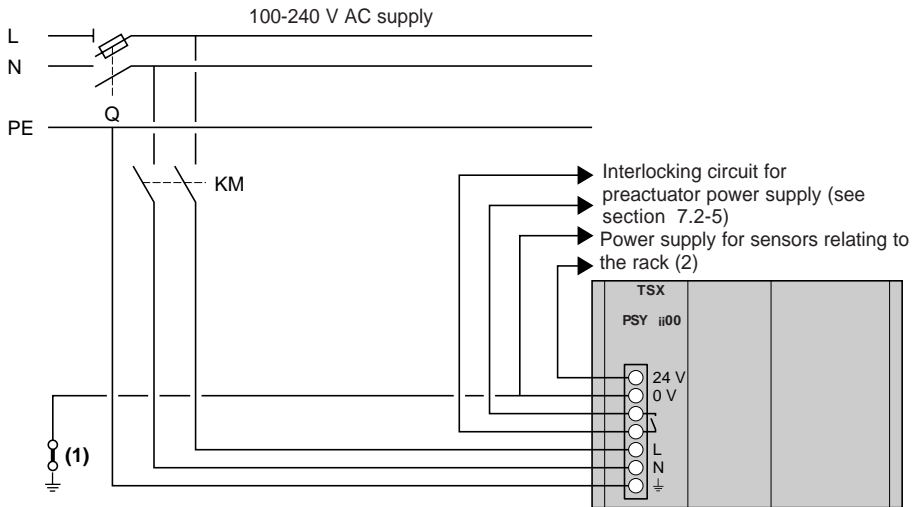 100-240 V AC supply
L
N
Q
PE
KM
Interlocking circuit for
preactuator power supply (see
section 7.2-5)
Power supply for sensors relating to
the rack (2)
TSX
PSY ii00
24 V
0 V
L
N
(1)